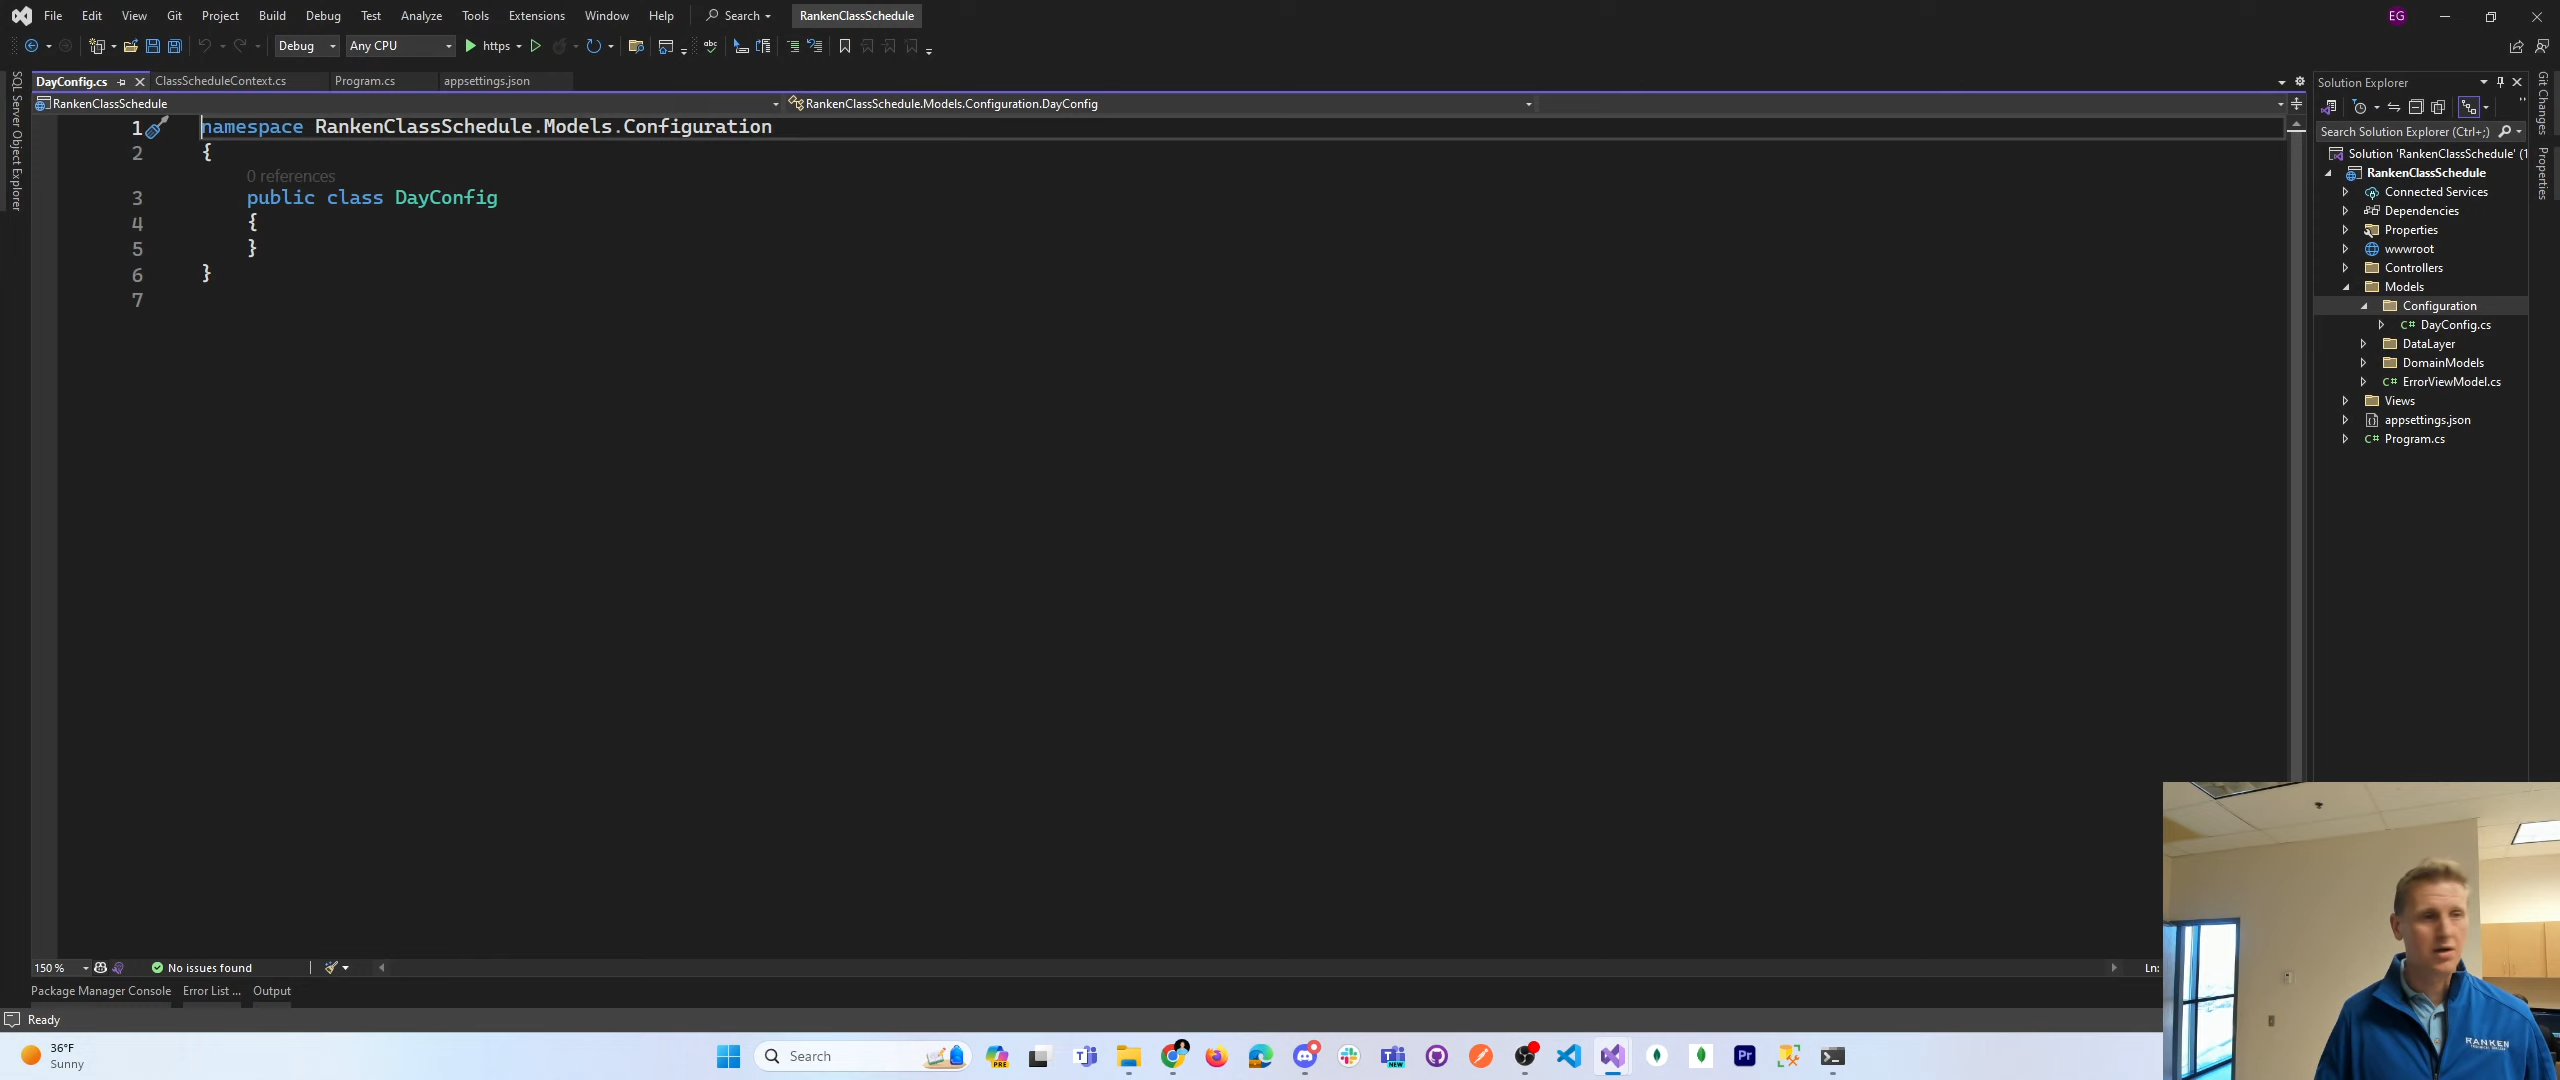 File Edit View Git Project Build Debug Test Analyze Tools Extensions Window Help Search RankenClassSchedule EG
Debug Any CPU https
DayConfig.cs ClassScheduleContext.cs Program.cs appsettings.json
RankenClassSchedule RankenClassSchedule.Models.Configuration.DayConfig
SQL Server Object Explorer
1 namespace RankenClassSchedule.Models.Configuration
2 {
0 references
3 public class DayConfig
4 {
5 }
6 }
7
Solution Explorer
Search Solution Explorer (Ctrl+;)
Solution 'RankenClassSchedule' (1
RankenClassSchedule
Connected Services
Dependencies
Properties
wwwroot
Controllers
Models
Configuration
C# DayConfig.cs
DataLayer
DomainModels
C# ErrorViewModel.cs
Views
appsettings.json
C# Program.cs
Git Changes
Properties
150 % No issues found Ln:
Package Manager Console Error List ... Output
Ready
RANKEN
36°F
Sunny
Search
PRE
NEW
Pr